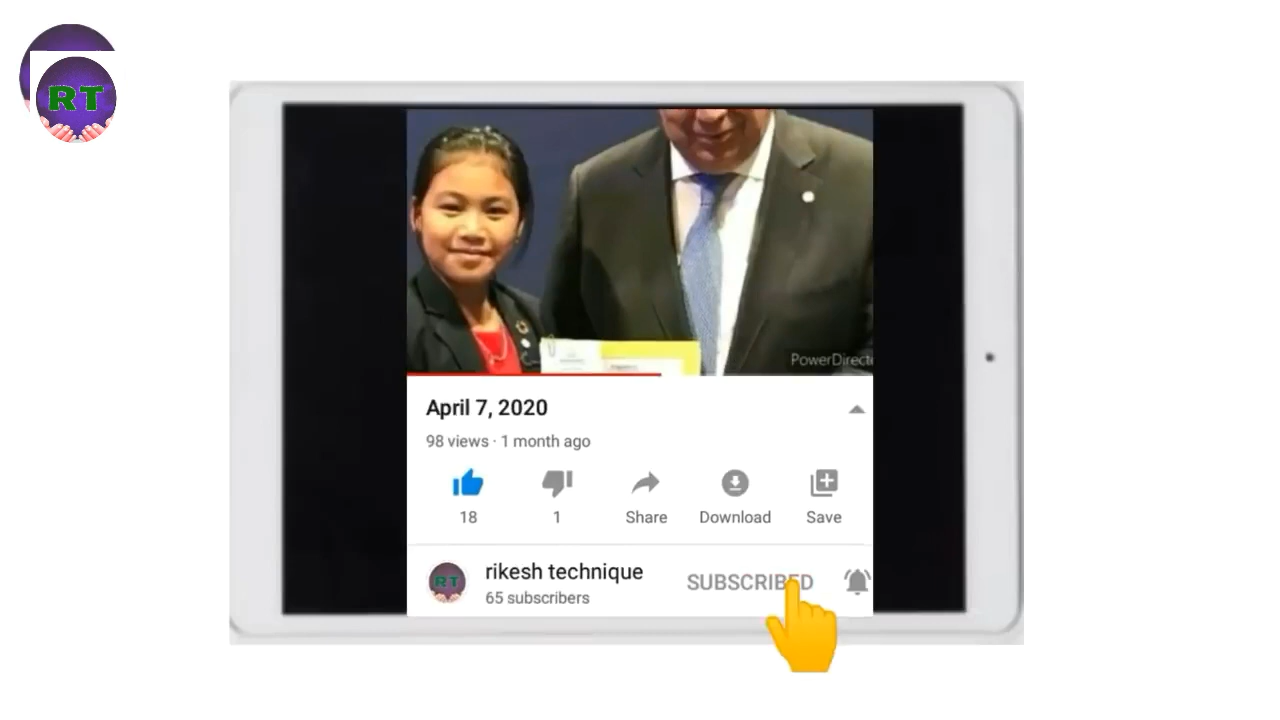 RT
PowerDirecto
April 7, 2020
98 views · 1 month ago
18
1
Share
Download
Save
RT
rikesh technique
SUBSCRIBED
65 subscribers